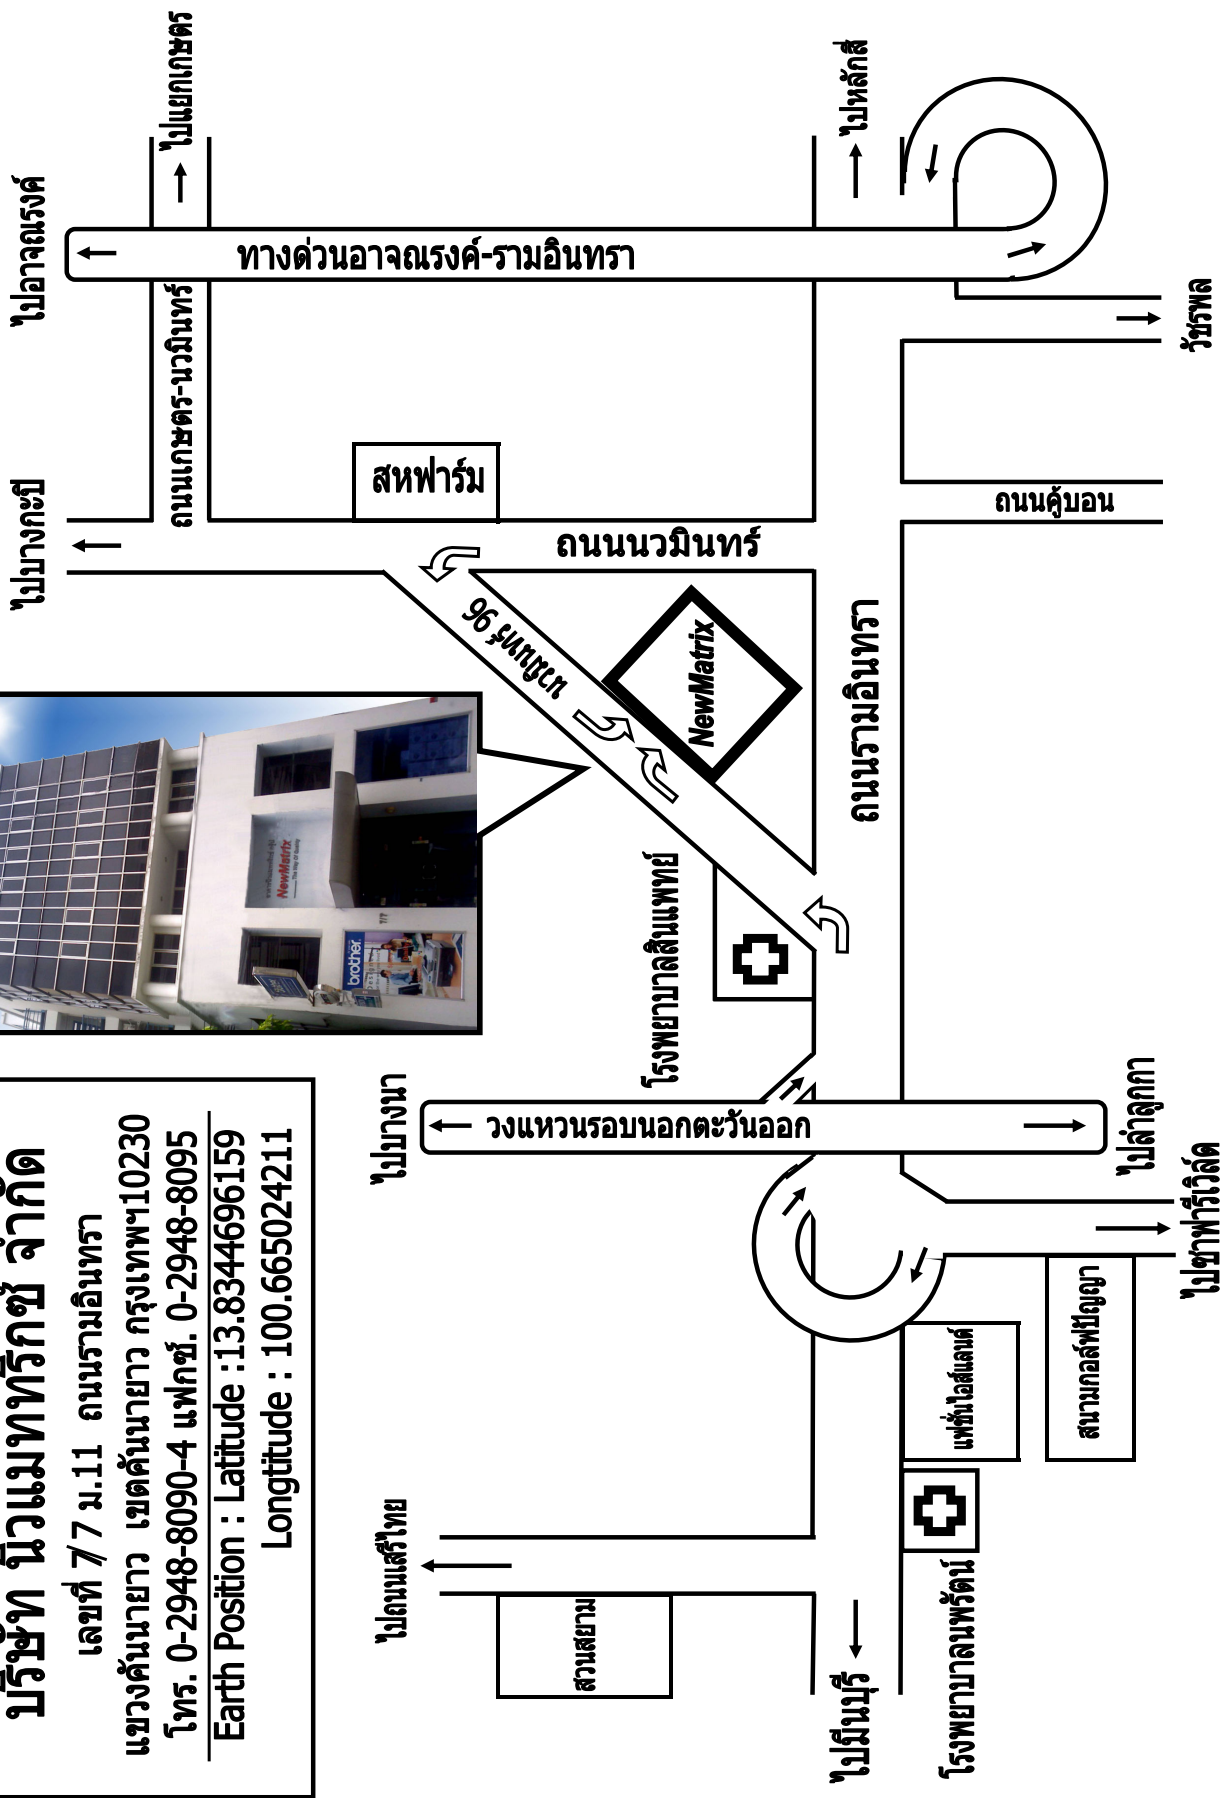 บริษัท นิวแมททริกซ์ จำกัด
เลขที่ 7/7 ม.11 ถนนรามอินทรา
แขวงคันนายาว เขตคันนายาว กรุงเทพฯ10230
โทร. 0-2948-8090-4 แฟกซ์. 0-2948-8095
Earth Position : Latitude :13.8344696159
Longtitude : 100.665024211
NewMatrix
7/7
brother
ไปบางกะปิ
ไปอาจณรงค์
ไปแยกเกษตร
ถนนเกษตร-นวมินทร์
ทางด่วนอาจณรงค์-รามอินทรา
สหฟาร์ม
ถนนนวมินทร์
นวมินทร์ 96
NewMatrix
ไปหลักสี่
วัชรพล
ถนนคู้บอน
ถนนรามอินทรา
โรงพยาบาลสินแพทย์
ไปบางนา
วงแหวนรอบนอกตะวันออก
ไปลำลูกกา
ไปซาฟารีเวิล์ด
สนามกอล์ฟปัญญา
แฟชั่นไอส์แลนด์
ไปถนนเสรีไทย
สวนสยาม
ไปมีนบุรี
โรงพยาบาลนพรัตน์